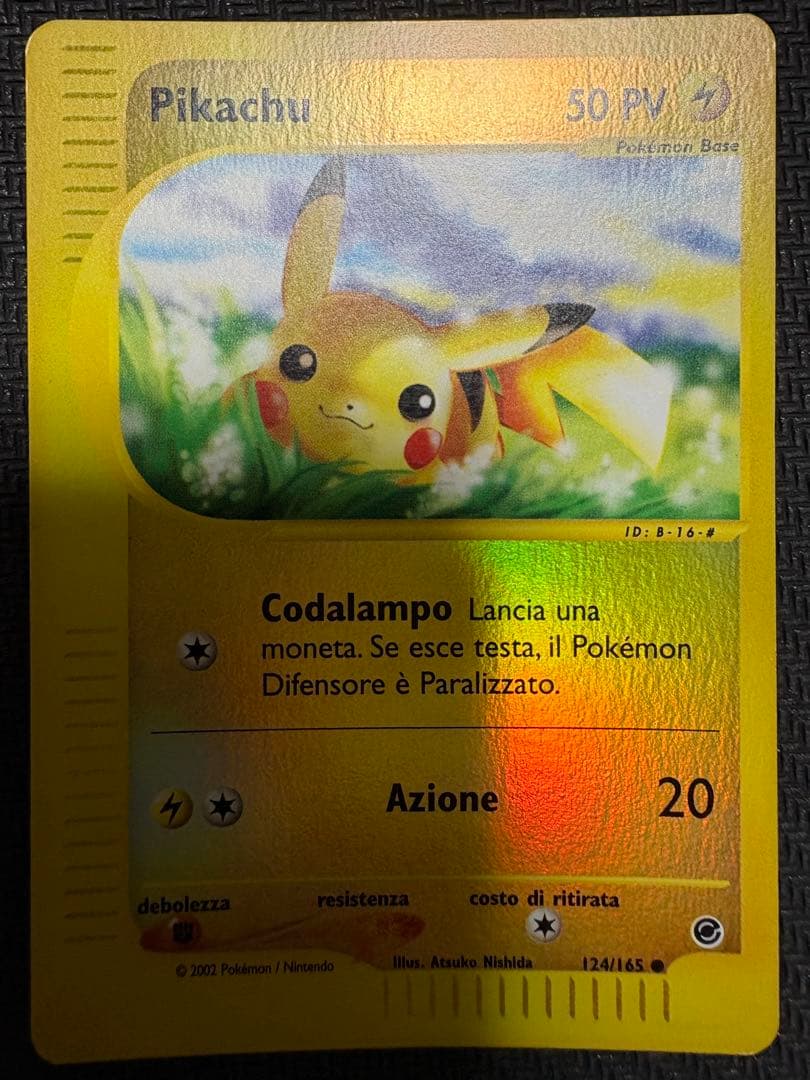 Pikachu 50 PV
Pokémon Base
ID: B-16-#
Codalampo Lancia una
moneta. Se esce testa, il Pokémon
Difensore è Paralizzato.
Azione 20
debolezza resistenza costo di ritirata
© 2002 Pokémon / Nintendo Illus. Atsuko Nishida 124/165